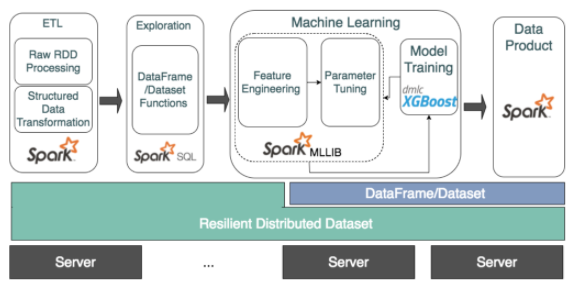 ETL
Raw RDD
Processing
Structured
Data
Transformation
Spark
Exploration
DataFrame
/Dataset
Functions
Spark SQL
Machine Learning
Feature
Engineering
Parameter
Tuning
Spark MLLIB
Model
Training
dmlc
XGBoost
Data
Product
Spark
DataFrame/Dataset
Resilient Distributed Dataset
Server
...
Server
Server